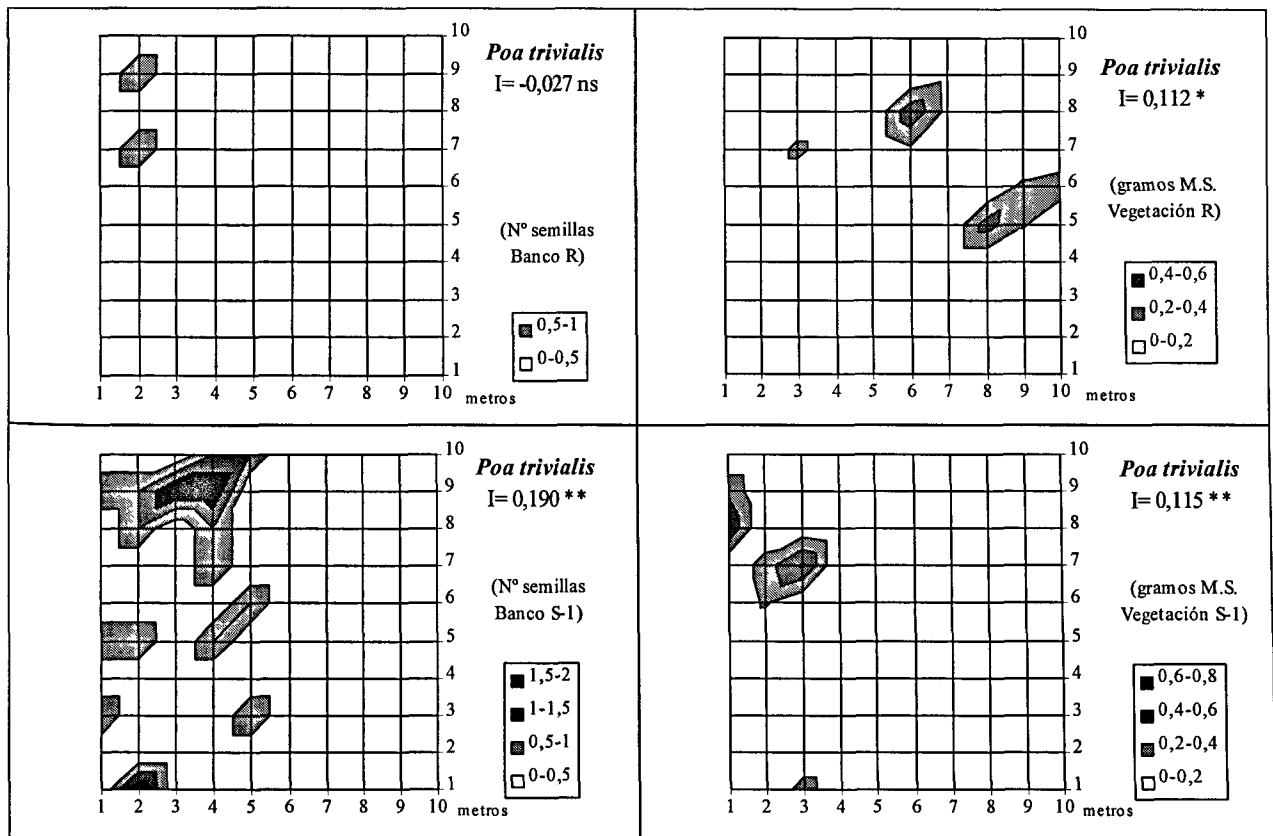 Poa trivialis
I= -0,027 ns
(Nº semillas
Banco R)
0,5-1
0-0,5
10
9
8
7
6
5
4
3
2
1
1 2 3 4 5 6 7 8 9 10 metros
Poa trivialis
I= 0,112 *
(gramos M.S.
Vegetación R)
0,4-0,6
0,2-0,4
0-0,2
10
9
8
7
6
5
4
3
2
1
1 2 3 4 5 6 7 8 9 10 metros
Poa trivialis
I= 0,190 **
(Nº semillas
Banco S-1)
1,5-2
1-1,5
0,5-1
0-0,5
10
9
8
7
6
5
4
3
2
1
1 2 3 4 5 6 7 8 9 10 metros
Poa trivialis
I= 0,115 **
(gramos M.S.
Vegetación S-1)
0,6-0,8
0,4-0,6
0,2-0,4
0-0,2
10
9
8
7
6
5
4
3
2
1
1 2 3 4 5 6 7 8 9 10 metros